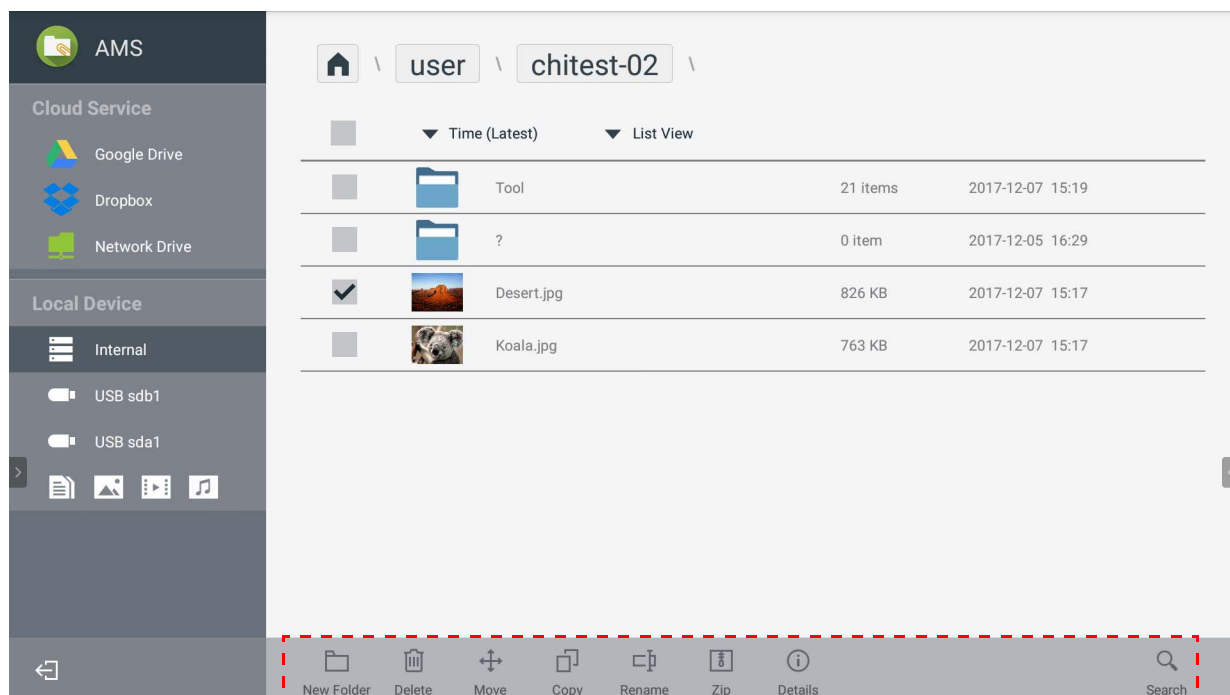 AMS
Cloud Service
Google Drive
Dropbox
Network Drive
Local Device
Internal
USB sdb1
USB sda1
\ user \ chitest-02 \
Time (Latest) List View
Tool 21 items 2017-12-07 15:19
? 0 item 2017-12-05 16:29
Desert.jpg 826 KB 2017-12-07 15:17
Koala.jpg 763 KB 2017-12-07 15:17
New Folder Delete Move Copy Rename Zip Details Search